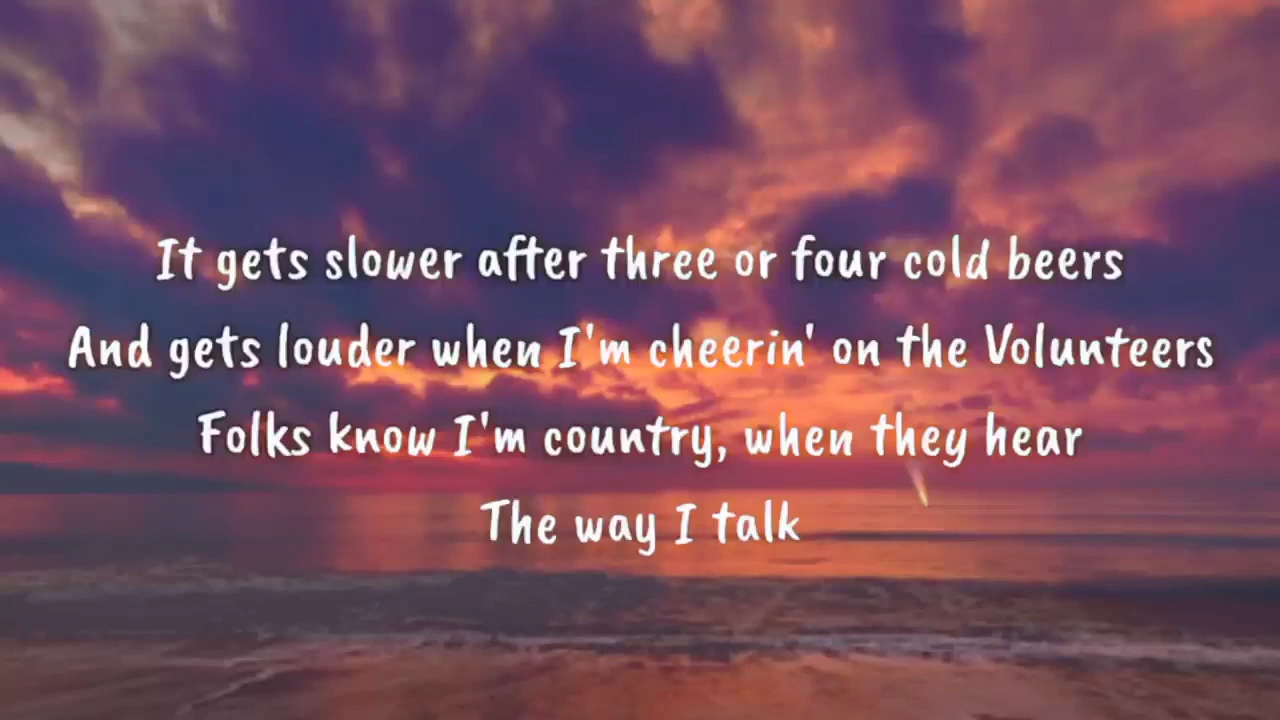 It gets slower after three or four cold beers
And gets louder when I'm cheerin' on the Volunteers
Folks know I'm country, when they hear
The way I talk